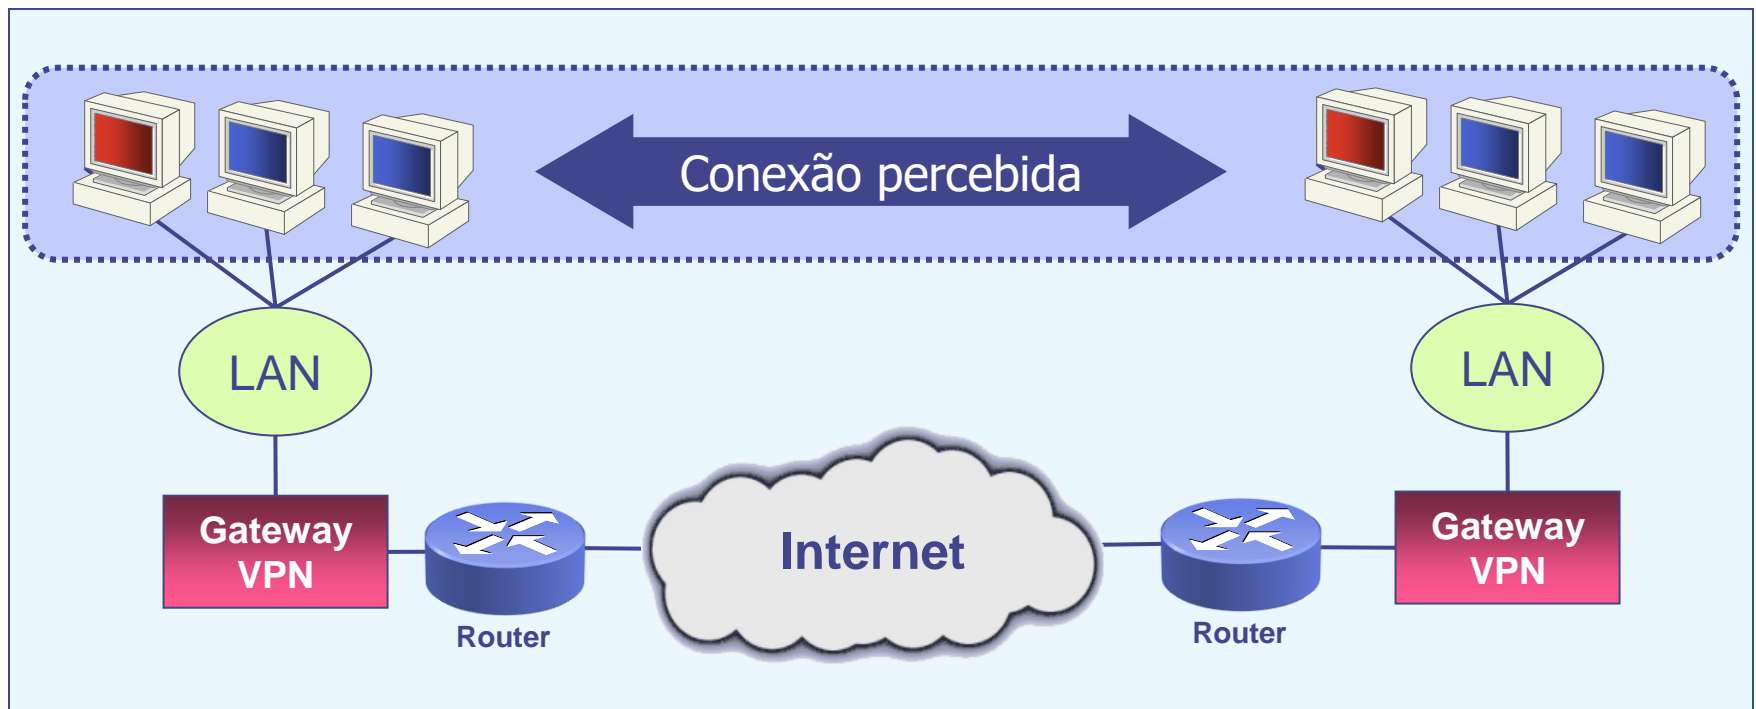 Conexão percebida
LAN
LAN
Gateway
VPN
Router
Internet
Router
Gateway
VPN